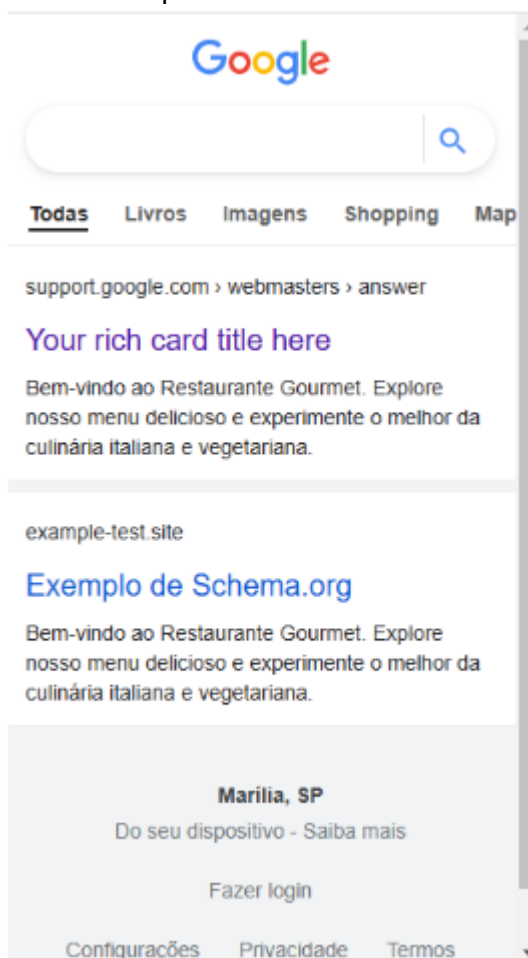 Google
Todas Livros Imagens Shopping Map
support.google.com › webmasters › answer
Your rich card title here
Bem-vindo ao Restaurante Gourmet. Explore
nosso menu delicioso e experimente o melhor da
culinária italiana e vegetariana.
example-test.site
Exemplo de Schema.org
Bem-vindo ao Restaurante Gourmet. Explore
nosso menu delicioso e experimente o melhor da
culinária italiana e vegetariana.
Marília, SP
Do seu dispositivo - Saiba mais
Fazer login
Configurações Privacidade Termos